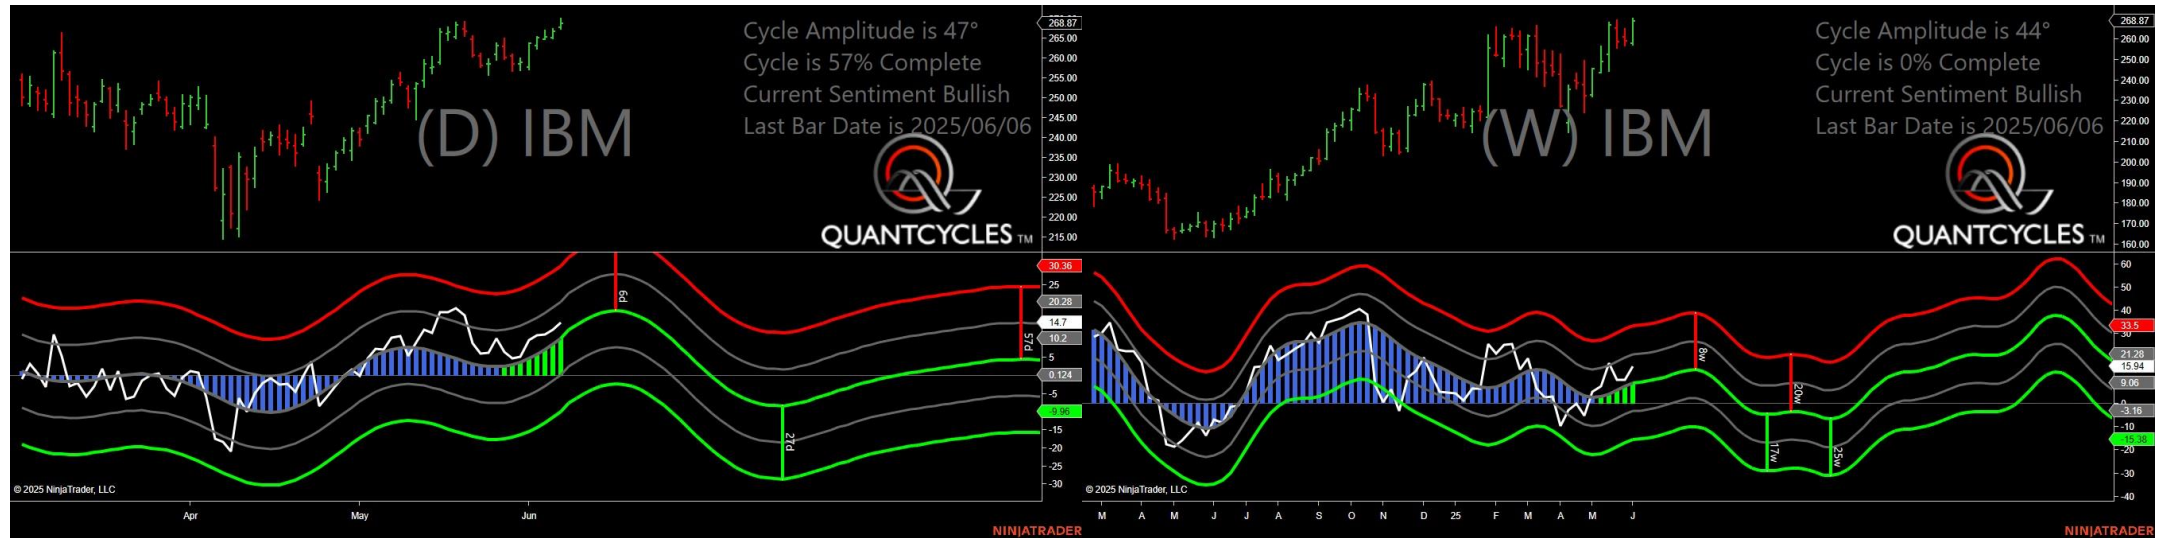 Cycle Amplitude is 47°
Cycle is 57% Complete
Current Sentiment Bullish
Last Bar Date is 2025/06/06
(D) IBM
QUANTCYCLES TM
268.87
265.00
260.00
255.00
250.00
245.00
240.00
235.00
230.00
225.00
220.00
215.00
30.36
25
20.28
14.7
10.2
5
0.124
-5
-9.96
-15
-20
-25
-30
6d
27d
57d
© 2025 NinjaTrader, LLC
Apr
May
Jun
NINJATRADER
Cycle Amplitude is 44°
Cycle is 0% Complete
Current Sentiment Bullish
Last Bar Date is 2025/06/06
(W) IBM
QUANTCYCLES TM
268.87
260.00
250.00
240.00
230.00
220.00
210.00
200.00
190.00
180.00
170.00
160.00
60
50
40
33.5
21.28
15.94
9.06
-3.16
-10
-15.38
-20
-30
-40
8w
20w
17w
25w
© 2025 NinjaTrader, LLC
M A M J J A S O N D 25 F M A M J
NINJATRADER